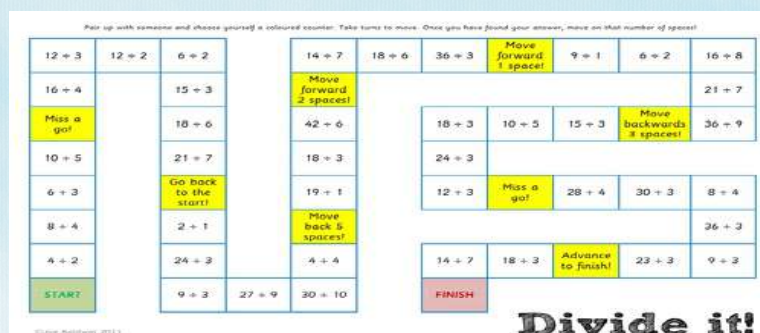 Pair up with someone and choose yourself a coloured counter. Take turns to move. Once you have found your answer, move on that number of spaces!
12 ÷ 3 12 ÷ 2 6 ÷ 2 14 ÷ 7 18 ÷ 6 36 ÷ 3 Move forward 1 space! 9 ÷ 1 6 ÷ 2 16 ÷ 8
16 ÷ 4 15 ÷ 3 Move forward 2 spaces! 21 ÷ 7
Miss a go! 18 ÷ 6 42 ÷ 6 18 ÷ 3 10 ÷ 5 15 ÷ 3 Move backwards 3 spaces! 36 ÷ 9
10 ÷ 5 21 ÷ 7 18 ÷ 3 24 ÷ 3
6 ÷ 3 Go back to the start! 19 ÷ 1 12 ÷ 3 Miss a go! 28 ÷ 4 30 ÷ 3 8 ÷ 4
8 ÷ 4 2 ÷ 1 Move back 5 spaces! 36 ÷ 3
4 ÷ 2 24 ÷ 3 4 ÷ 4 14 ÷ 7 18 ÷ 3 Advance to finish! 23 ÷ 3 9 ÷ 3
START 9 ÷ 3 27 ÷ 9 30 ÷ 10 FINISH
Divide it!